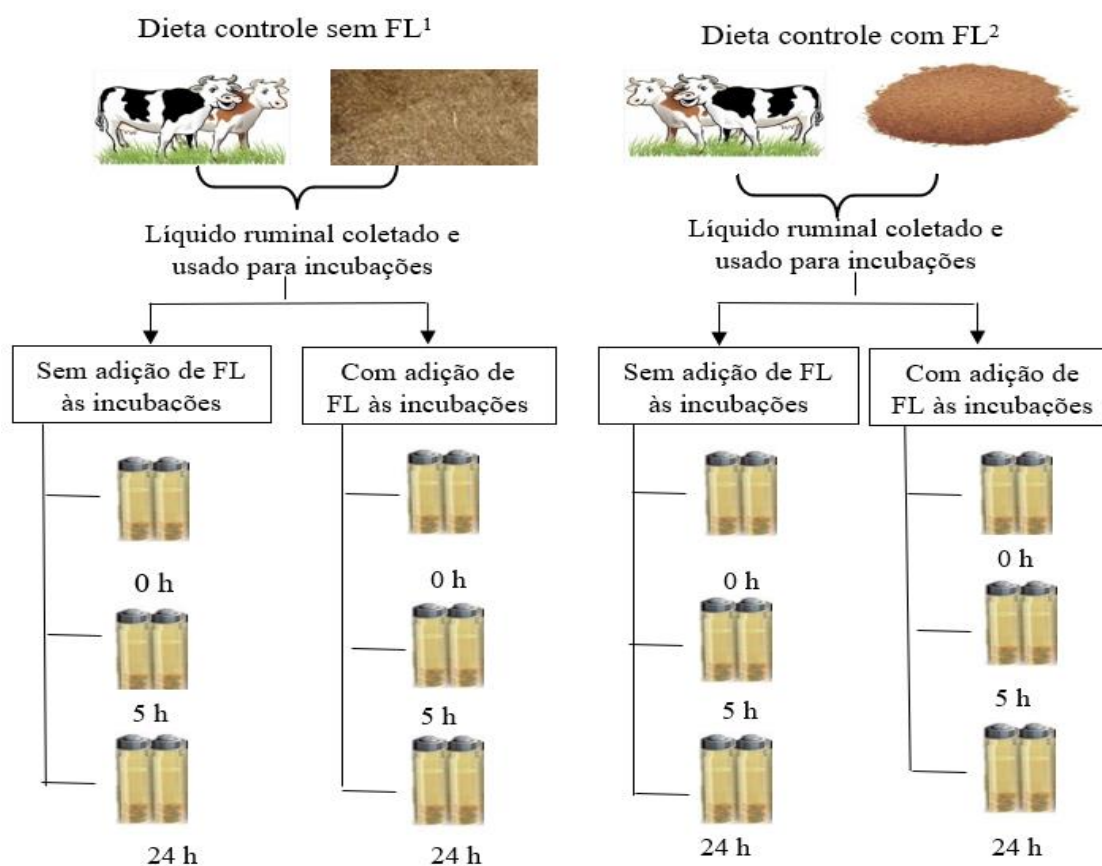 Dieta controle sem FL¹
Dieta controle com FL²
Líquido ruminal coletado e
usado para incubações
Líquido ruminal coletado e
usado para incubações
Sem adição de FL
às incubações
Com adição de
FL às incubações
Sem adição de FL
às incubações
Com adição de
FL às incubações
0 h
0 h
0 h
0 h
5 h
5 h
5 h
5 h
24 h
24 h
24 h
24 h